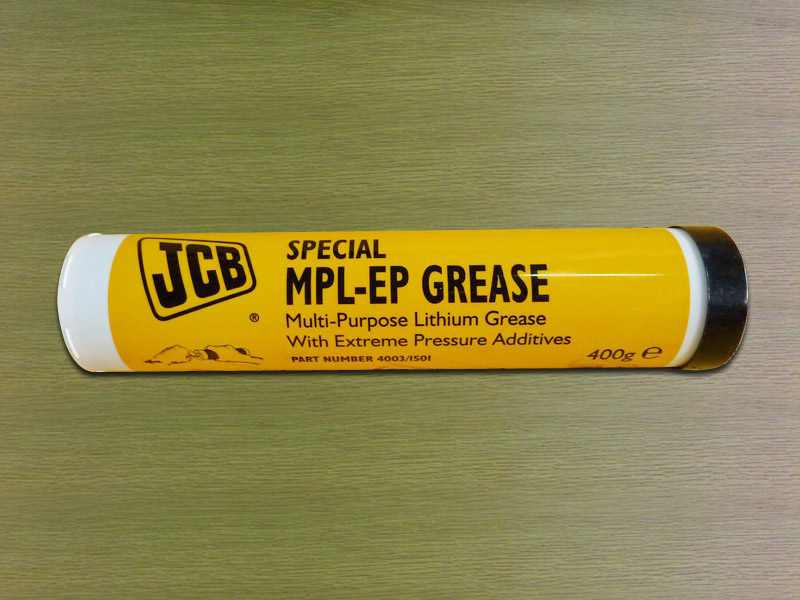 JCB
®
SPECIAL
MPL-EP GREASE
Multi-Purpose Lithium Grease
With Extreme Pressure Additives
PART NUMBER 4003/1501
400g ℮